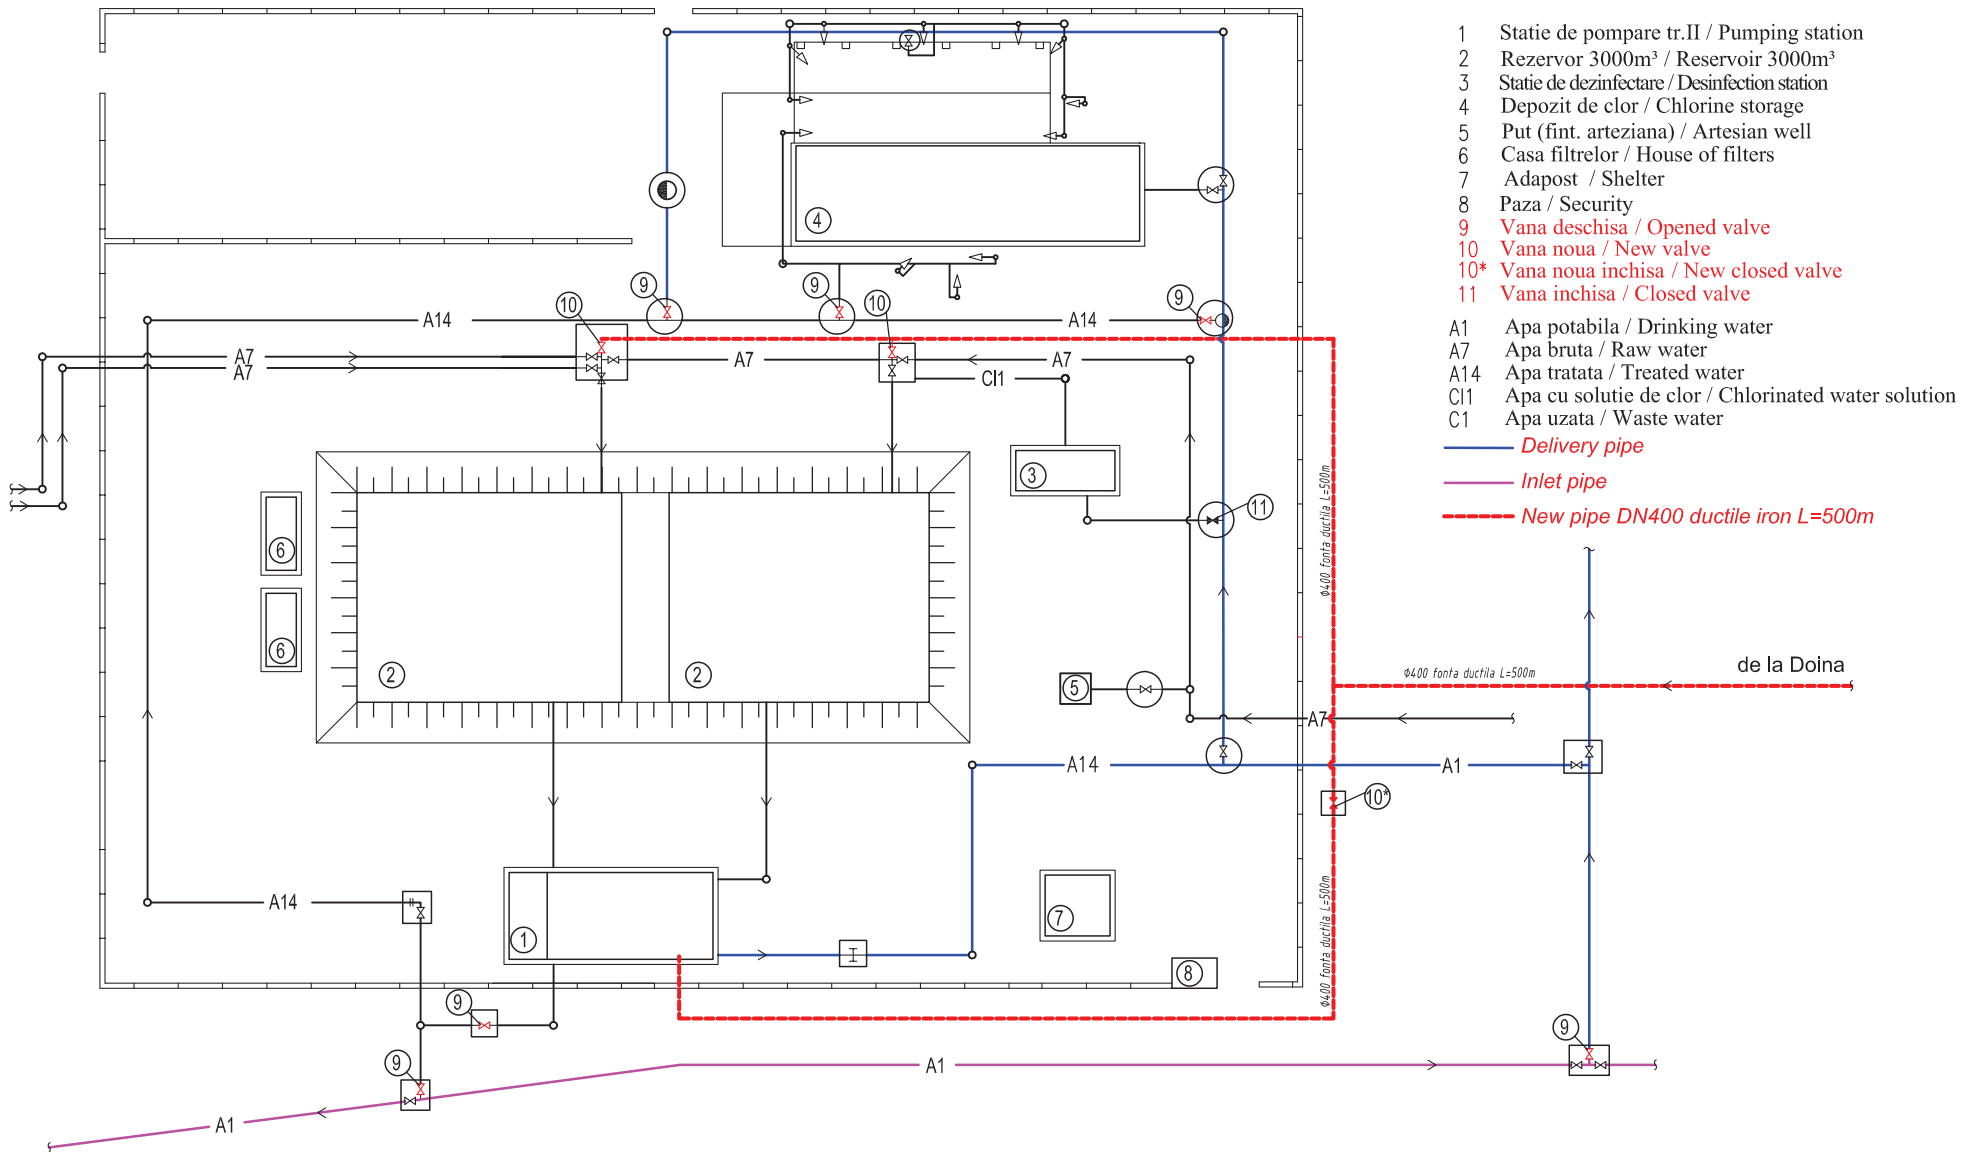 1 Statie de pompare tr.II / Pumping station
2 Rezervor 3000m³ / Reservoir 3000m³
3 Statie de dezinfectare / Desinfection station
4 Depozit de clor / Chlorine storage
5 Put (fint. arteziana) / Artesian well
6 Casa filtrelor / House of filters
7 Adapost / Shelter
8 Paza / Security
9 Vana deschisa / Opened valve
10 Vana noua / New valve
10* Vana noua inchisa / New closed valve
11 Vana inchisa / Closed valve
A1 Apa potabila / Drinking water
A7 Apa bruta / Raw water
A14 Apa tratata / Treated water
Cl1 Apa cu solutie de clor / Chlorinated water solution
C1 Apa uzata / Waste water
Delivery pipe
Inlet pipe
New pipe DN400 ductile iron L=500m
4
9
9
9
10
10
A14
A14
A7
A7
A7
A7
Cl1
3
11
6
6
2
2
5
Φ400 fonta ductila L=500m
Φ400 fonta ductila L=500m
de la Doina
A7
A14
A1
10*
A14
1
7
8
Φ400 fonta ductila L=500m
9
9
9
A1
A1